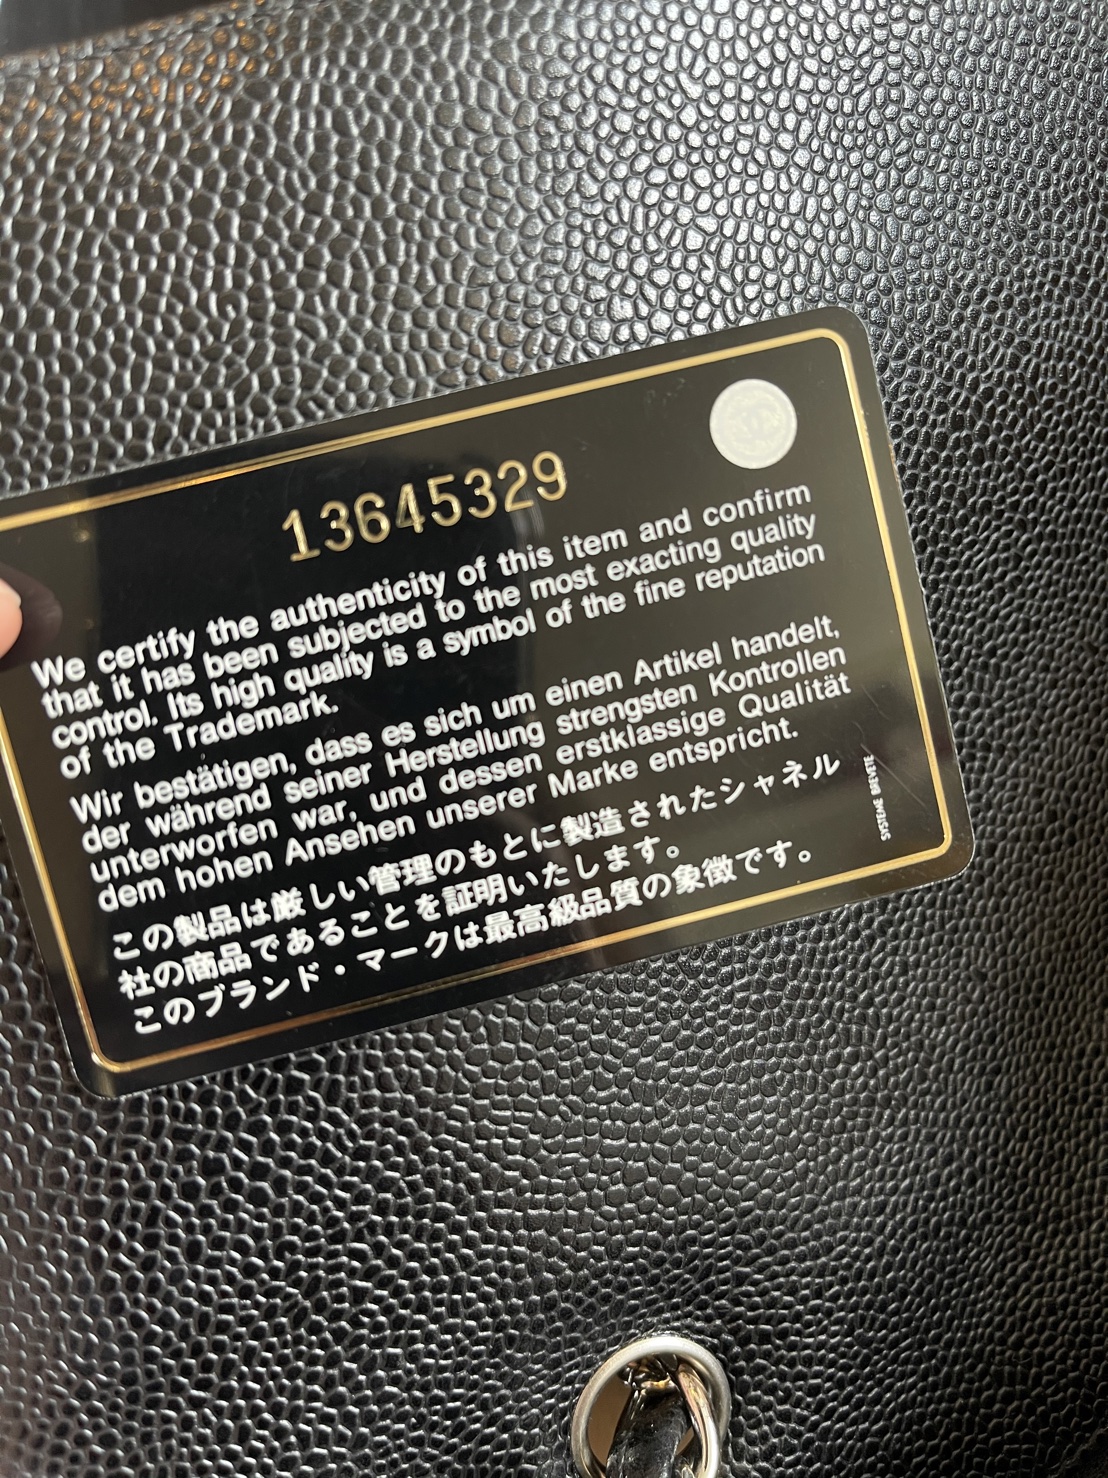 13645329
We certify the authenticity of this item and confirm
that it has been subjected to the most exacting quality
control. Its high quality is a symbol of the fine reputation
of the Trademark.
Wir bestätigen, dass es sich um einen Artikel handelt,
der während seiner Herstellung strengsten Kontrollen
unterworfen war, und dessen erstklassige Qualität
dem hohen Ansehen unserer Marke entspricht.
この製品は厳しい管理のもとに製造されたシャネル
社の商品であることを証明いたします。
このブランド・マークは最高級品質の象徴です。